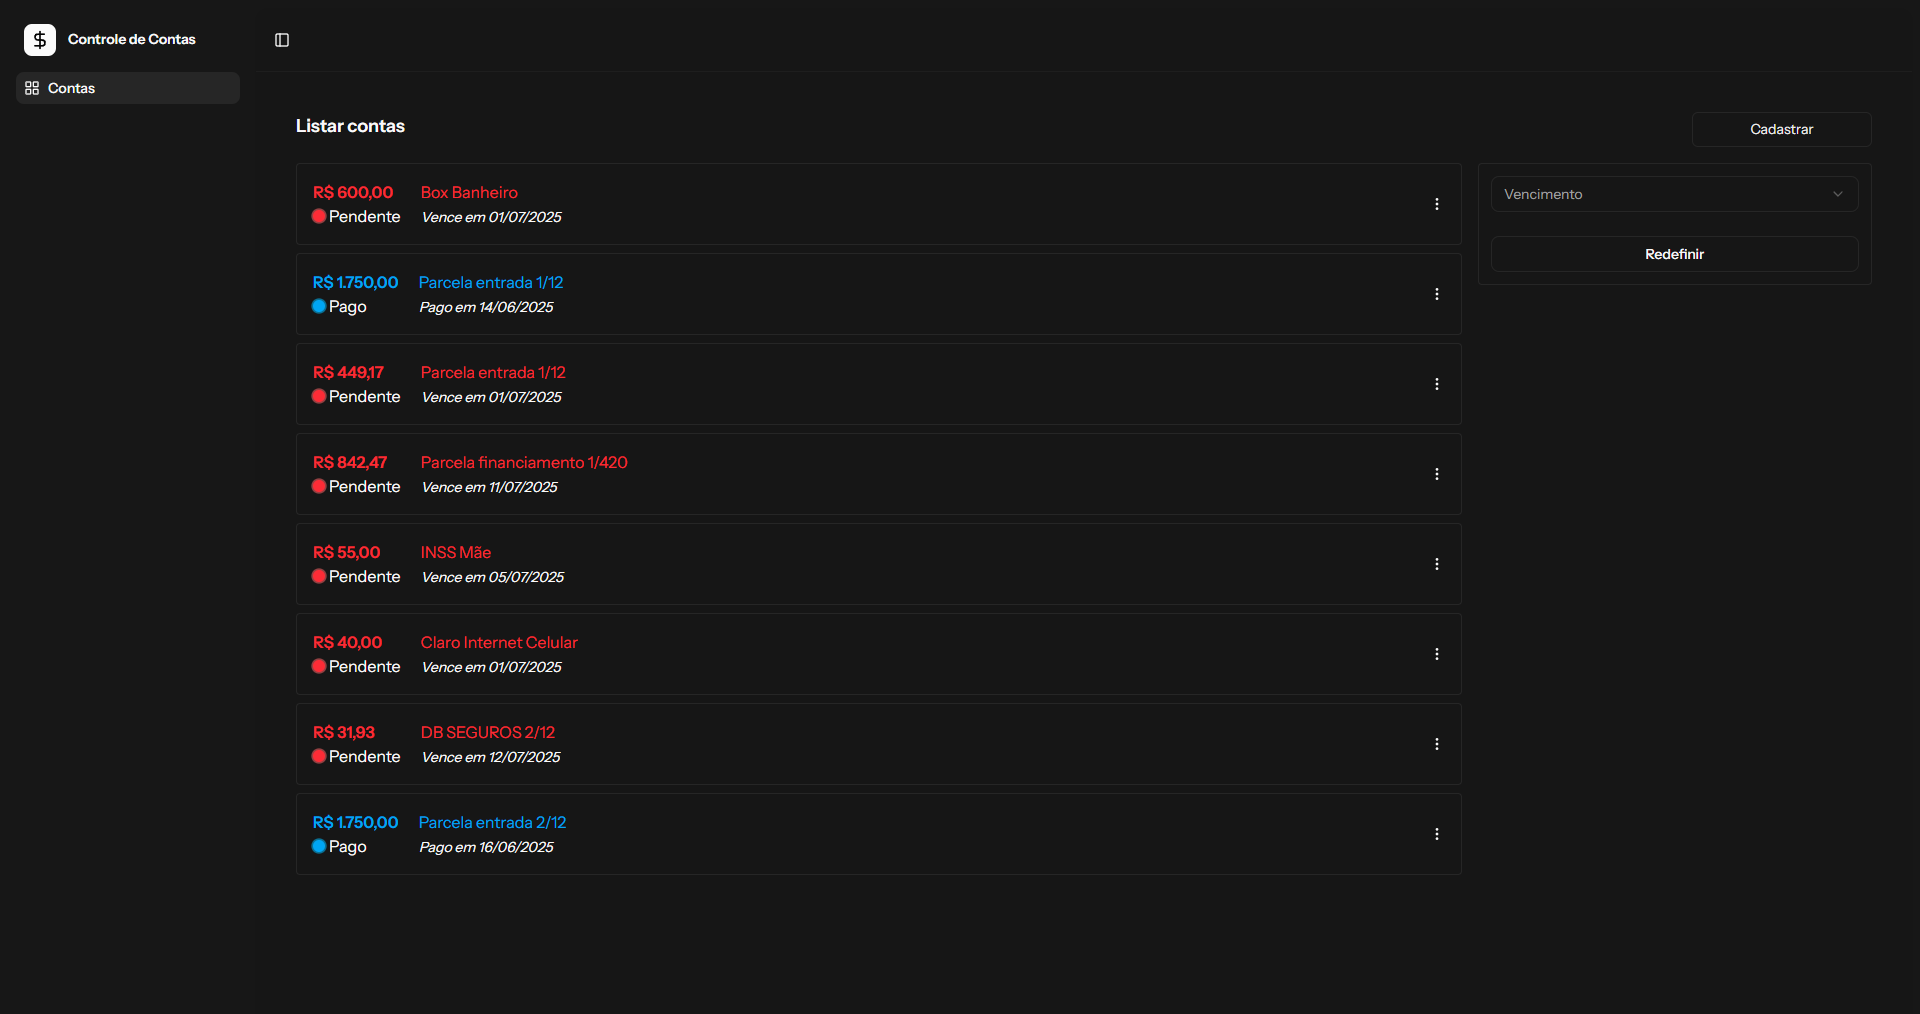 Controle de Contas
Contas
Listar contas
Cadastrar
R$ 600,00 Box Banheiro
Pendente Vence em 01/07/2025
R$ 1.750,00 Parcela entrada 1/12
Pago Pago em 14/06/2025
R$ 449,17 Parcela entrada 1/12
Pendente Vence em 01/07/2025
R$ 842,47 Parcela financiamento 1/420
Pendente Vence em 11/07/2025
R$ 55,00 INSS Mãe
Pendente Vence em 05/07/2025
R$ 40,00 Claro Internet Celular
Pendente Vence em 01/07/2025
R$ 31,93 DB SEGUROS 2/12
Pendente Vence em 12/07/2025
R$ 1.750,00 Parcela entrada 2/12
Pago Pago em 16/06/2025
Vencimento
Redefinir